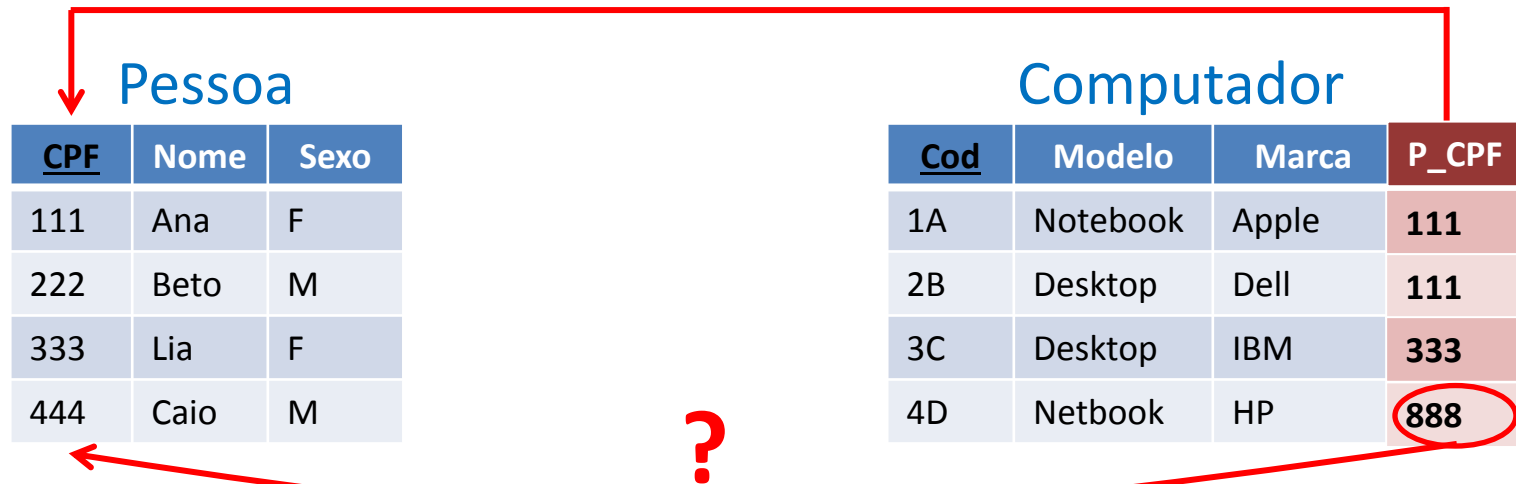 Pessoa
CPF Nome Sexo
111 Ana F
222 Beto M
333 Lia F
444 Caio M
?
Computador
Cod Modelo Marca P_CPF
1A Notebook Apple 111
2B Desktop Dell 111
3C Desktop IBM 333
4D Netbook HP 888